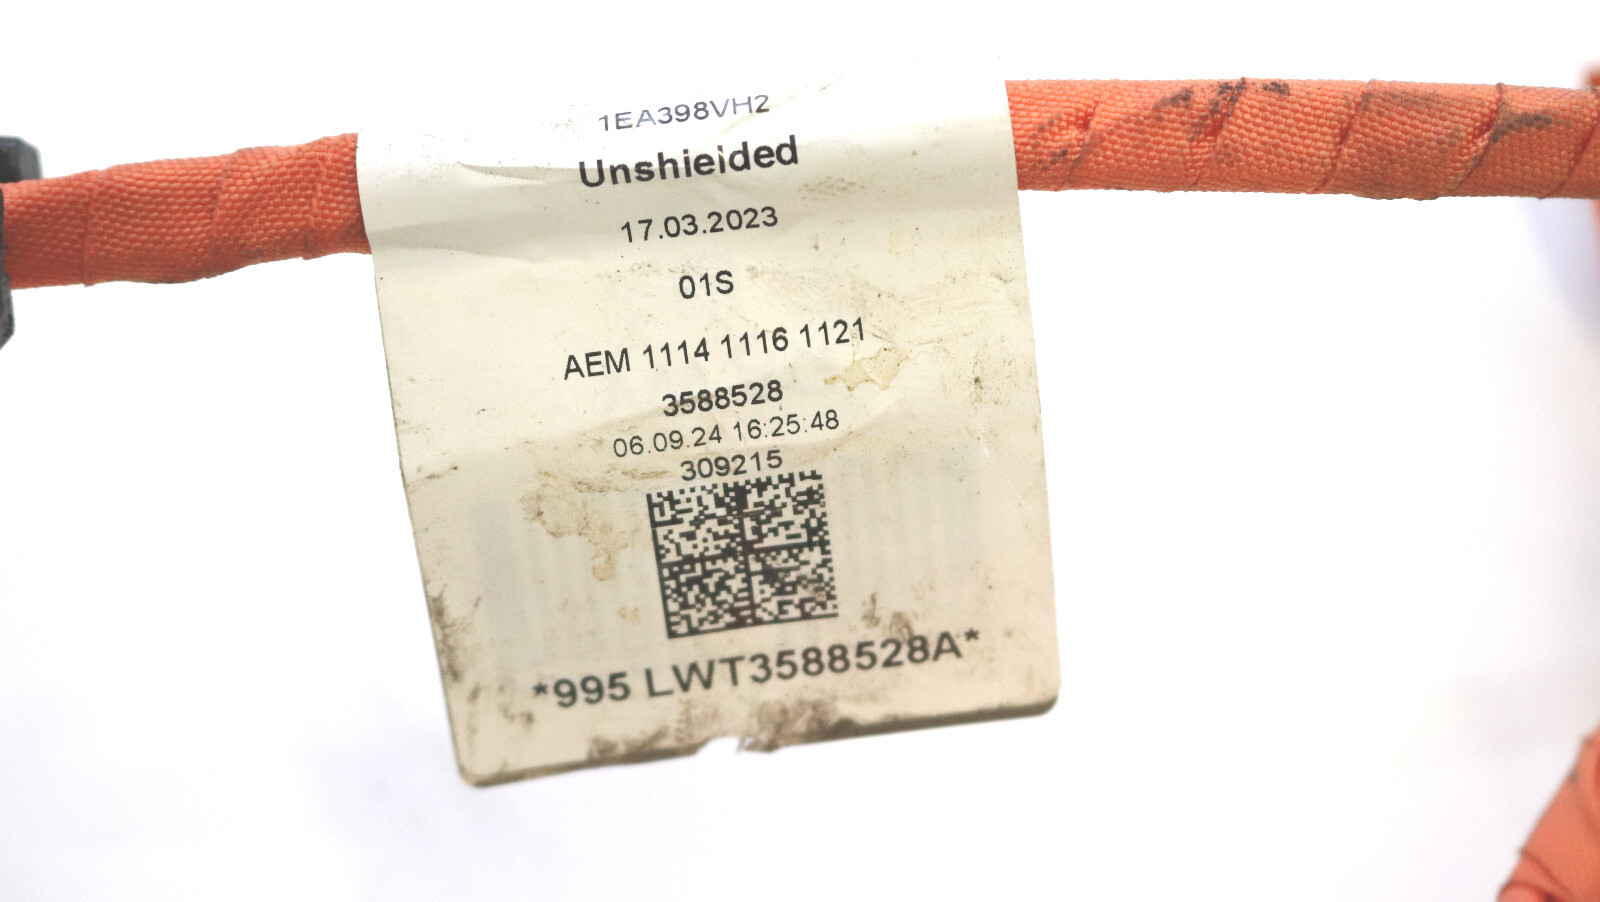 1EA398VH2
Unshielded
17.03.2023
01S
AEM 1114 1116 1121
3588528
06.09.24 16:25:48
309215
*995 LWT3588528A*